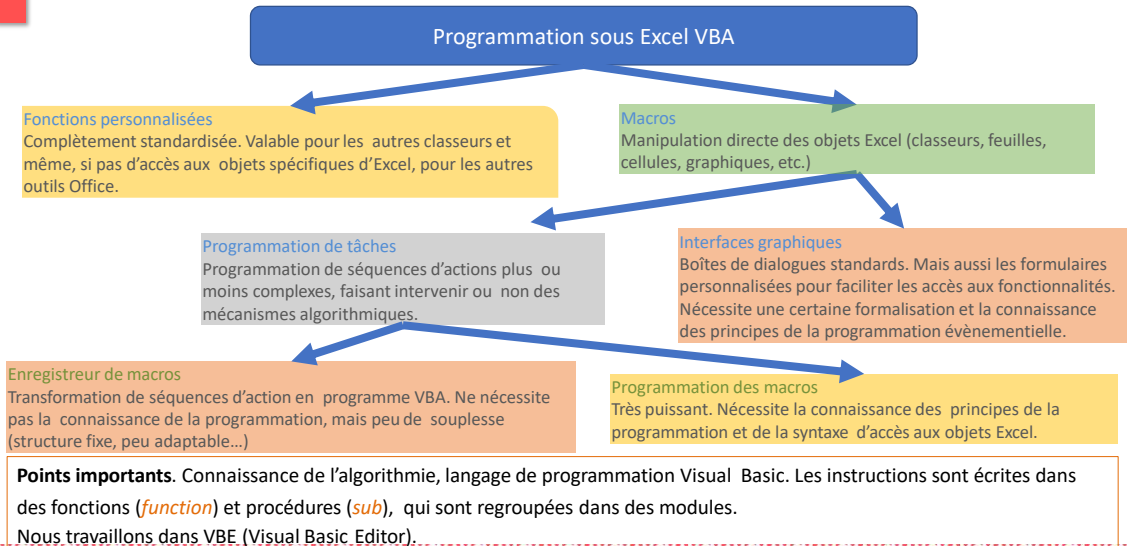 Programmation sous Excel VBA
Fonctions personnalisées
Complètement standardisée. Valable pour les autres classeurs et
même, si pas d'accès aux objets spécifiques d'Excel, pour les autres
outils Office.
Macros
Manipulation directe des objets Excel (classeurs, feuilles,
cellules, graphiques, etc.)
Programmation de tâches
Programmation de séquences d'actions plus ou
moins complexes, faisant intervenir ou non des
mécanismes algorithmiques.
Interfaces graphiques
Boîtes de dialogues standards. Mais aussi les formulaires
personnalisées pour faciliter les accès aux fonctionnalités.
Nécessite une certaine formalisation et la connaissance
des principes de la programmation évènementielle.
Enregistreur de macros
Transformation de séquences d'action en programme VBA. Ne nécessite
pas la connaissance de la programmation, mais peu de souplesse
(structure fixe, peu adaptable…)
Programmation des macros
Très puissant. Nécessite la connaissance des principes de la
programmation et de la syntaxe d'accès aux objets Excel.
Points importants. Connaissance de l'algorithmie, langage de programmation Visual Basic. Les instructions sont écrites dans
des fonctions (function) et procédures (sub), qui sont regroupées dans des modules.
Nous travaillons dans VBE (Visual Basic Editor).